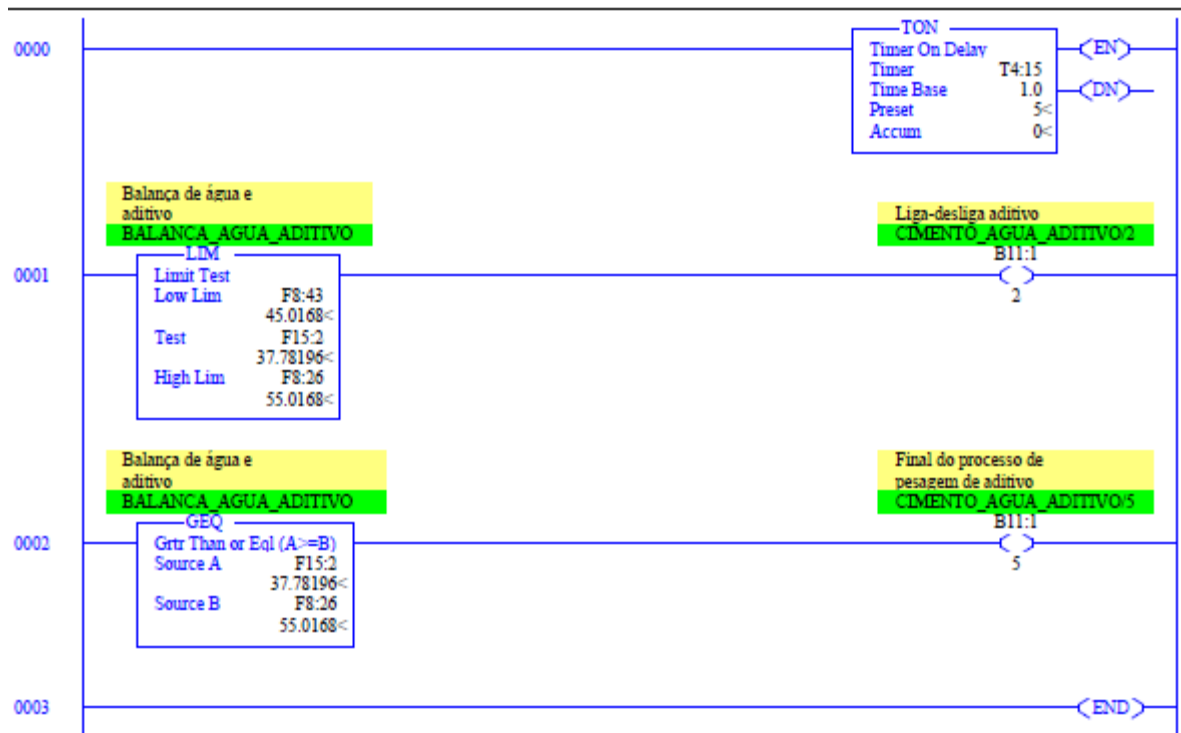 TON
0000
Timer On Delay
EN
Timer T4:15
Time Base 1.0
DN
Preset 5<
Accum 0<
Balança de água e
aditivo
BALANCA_AGUA_ADITIVO
Liga-desliga aditivo
CIMENTO_AGUA_ADITIVO/2
LIM
B11:1
0001
Limit Test
Low Lim F8:43
2
45.0168<
Test F15:2
37.78196<
High Lim F8:26
55.0168<
Balança de água e
aditivo
BALANCA_AGUA_ADITIVO
Final do processo de
pesagem de aditivo
CIMENTO_AGUA_ADITIVO/5
GEQ
B11:1
0002
Grtr Than or Eql (A>=B)
Source A F15:2
5
37.78196<
Source B F8:26
55.0168<
0003
END